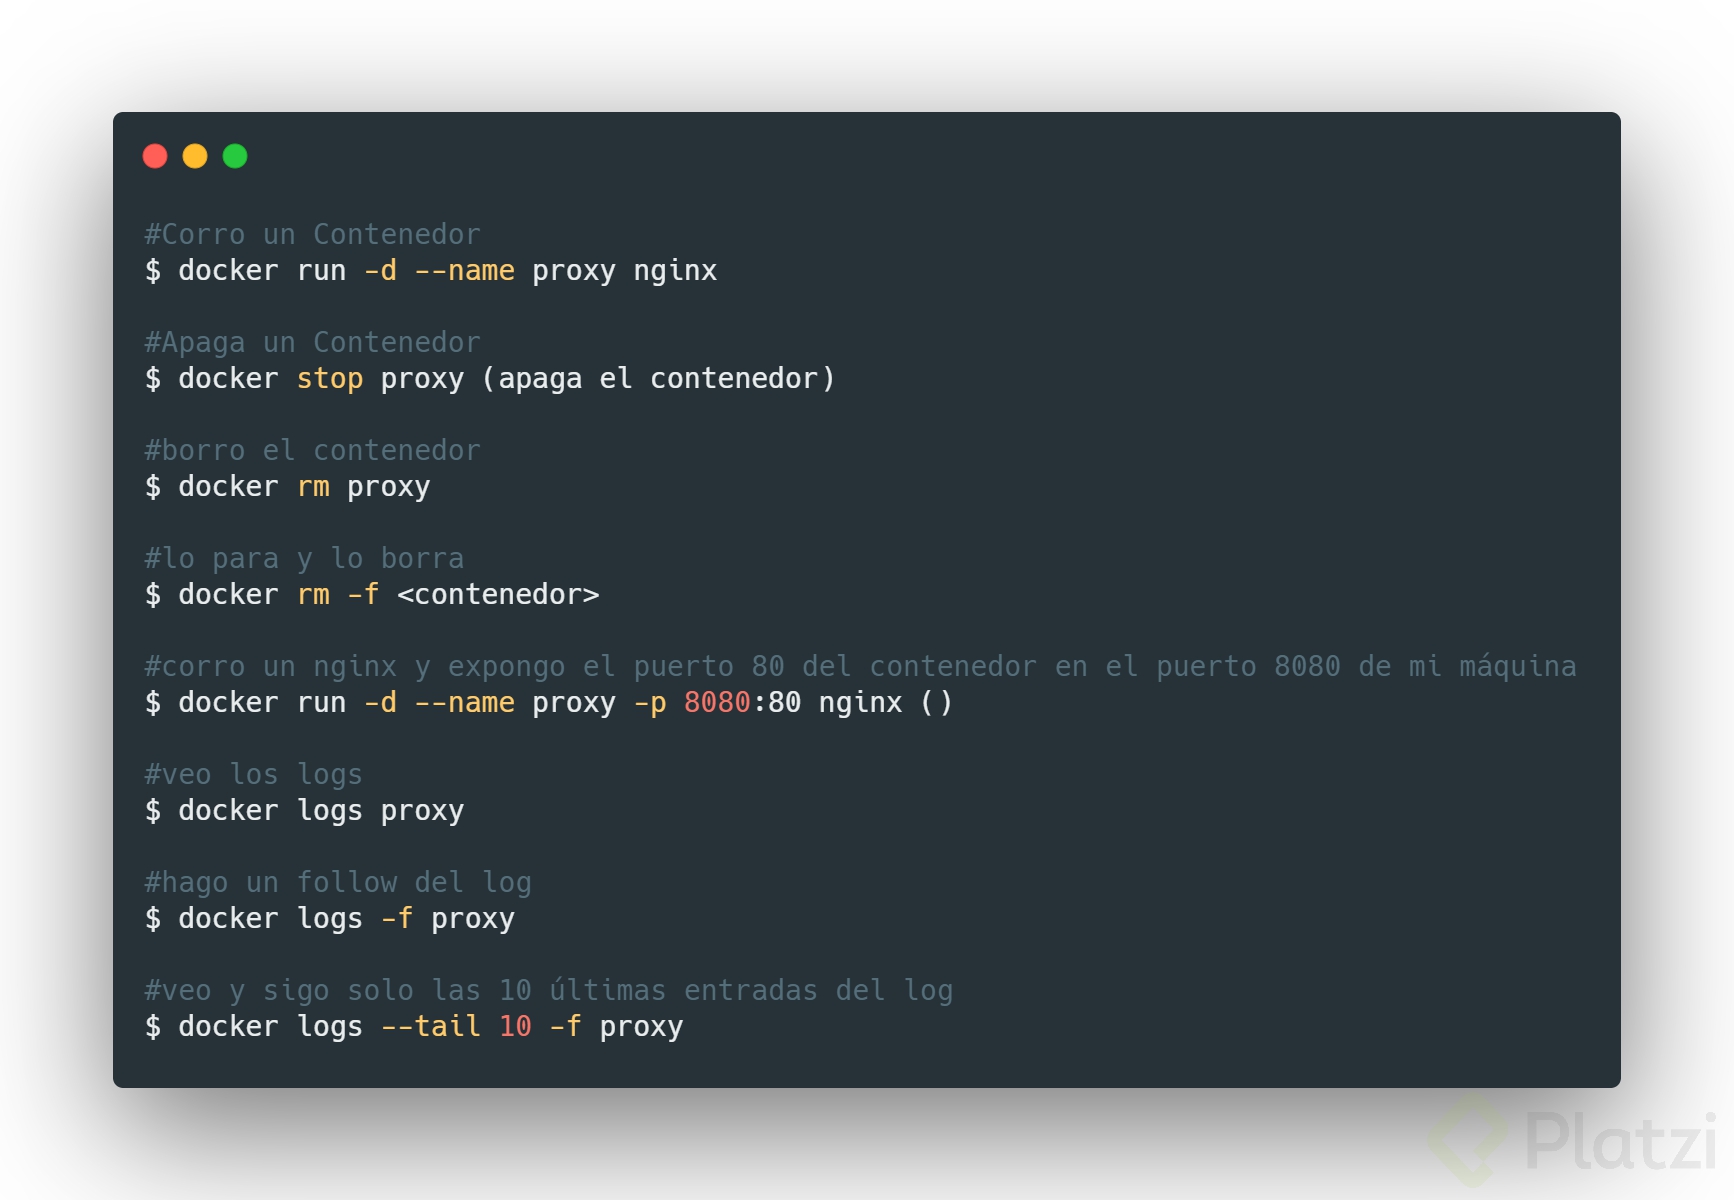 #Corro un Contenedor
$ docker run -d --name proxy nginx
#Apaga un Contenedor
$ docker stop proxy (apaga el contenedor)
#borro el contenedor
$ docker rm proxy
#lo para y lo borra
$ docker rm -f <contenedor>
#corro un nginx y expongo el puerto 80 del contenedor en el puerto 8080 de mi máquina
$ docker run -d --name proxy -p 8080:80 nginx ()
#veo los logs
$ docker logs proxy
#hago un follow del log
$ docker logs -f proxy
#veo y sigo solo las 10 últimas entradas del log
$ docker logs --tail 10 -f proxy
Platzi